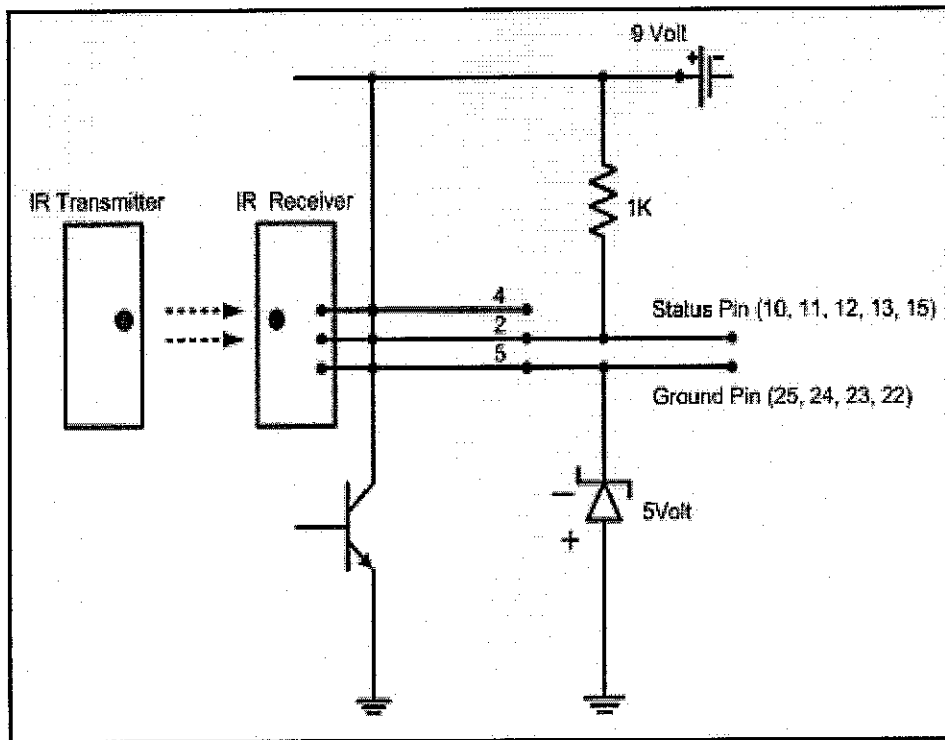 9 Volt
+ -
IR Transmitter
IR Receiver
1K
4
2
5
Status Pin (10, 11, 12, 13, 15)
Ground Pin (25, 24, 23, 22)
-
+
5Volt